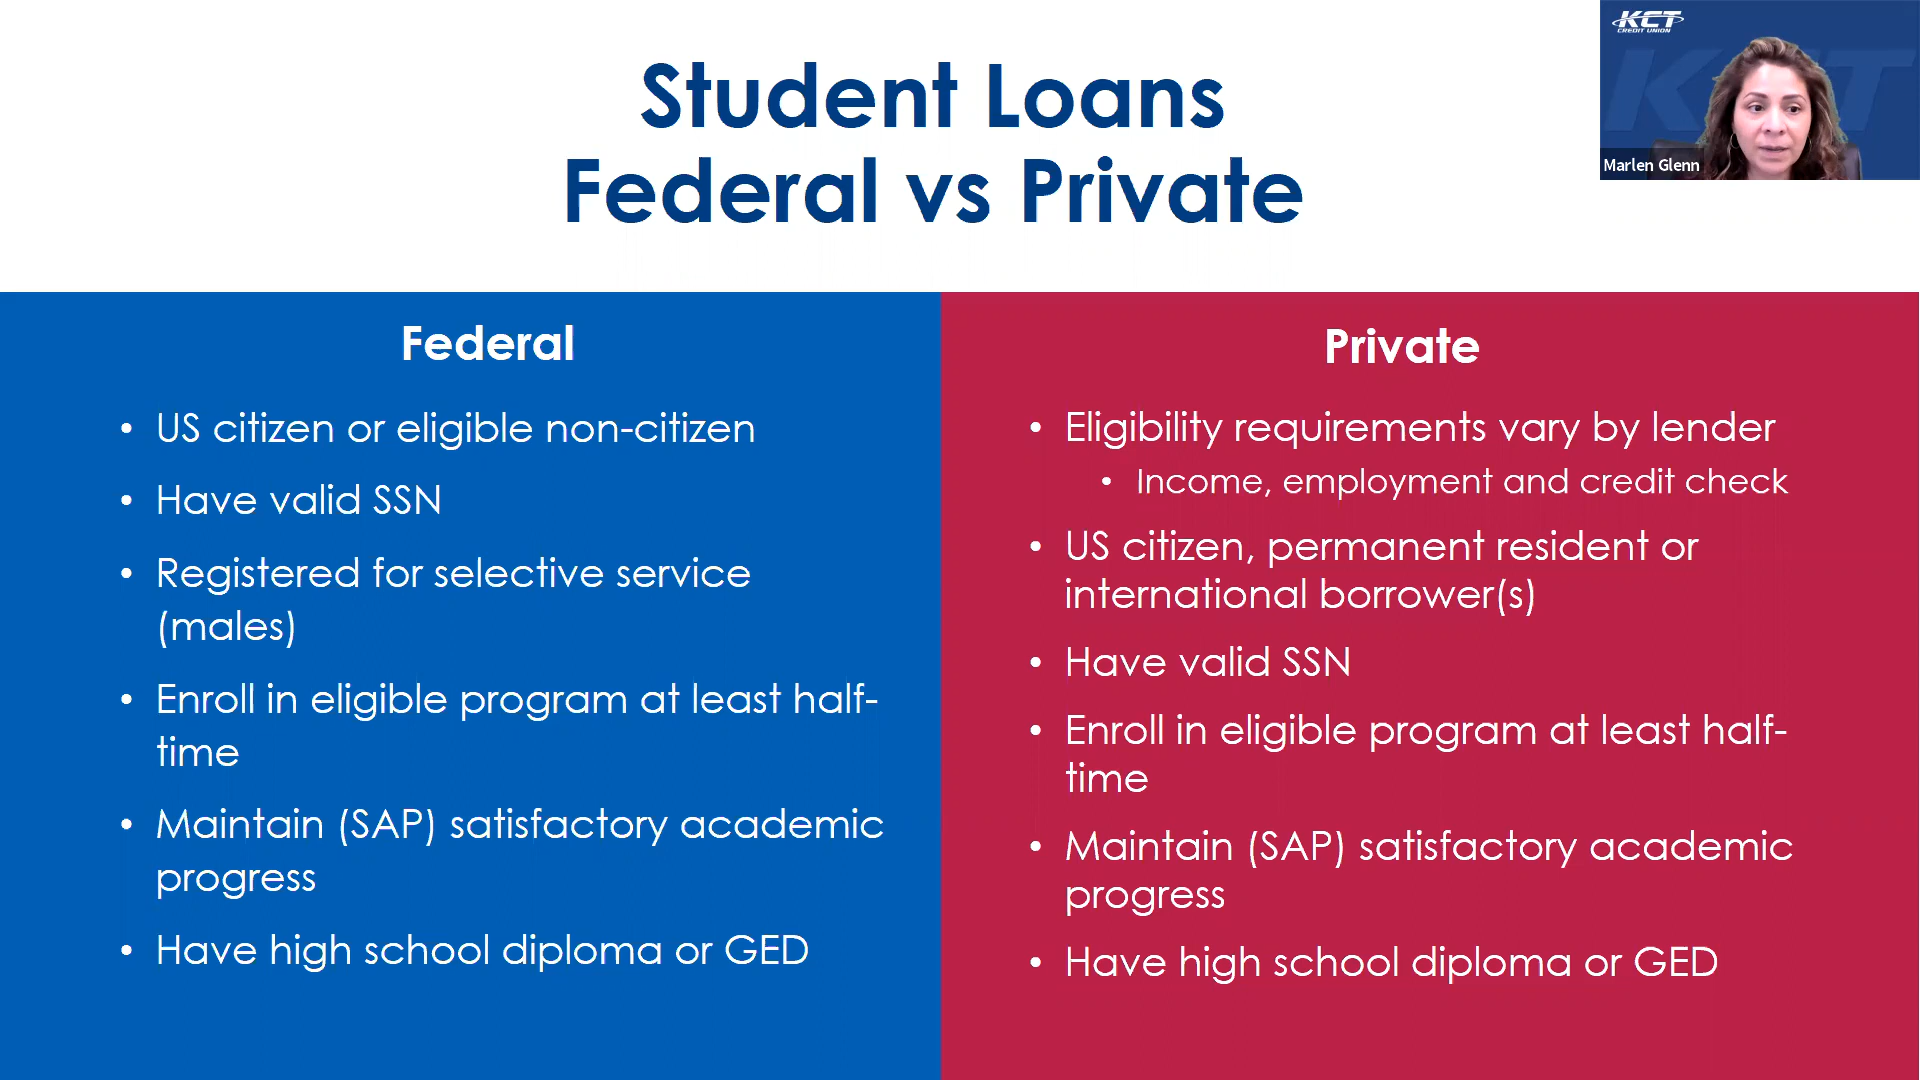 Student Loans
Federal vs Private
KCT
CREDIT UNION
KCT
Marlen Glenn
Federal
• US citizen or eligible non-citizen
• Have valid SSN
• Registered for selective service
(males)
• Enroll in eligible program at least half-
time
• Maintain (SAP) satisfactory academic
progress
• Have high school diploma or GED
Private
• Eligibility requirements vary by lender
• Income, employment and credit check
• US citizen, permanent resident or
international borrower(s)
• Have valid SSN
• Enroll in eligible program at least half-
time
• Maintain (SAP) satisfactory academic
progress
• Have high school diploma or GED